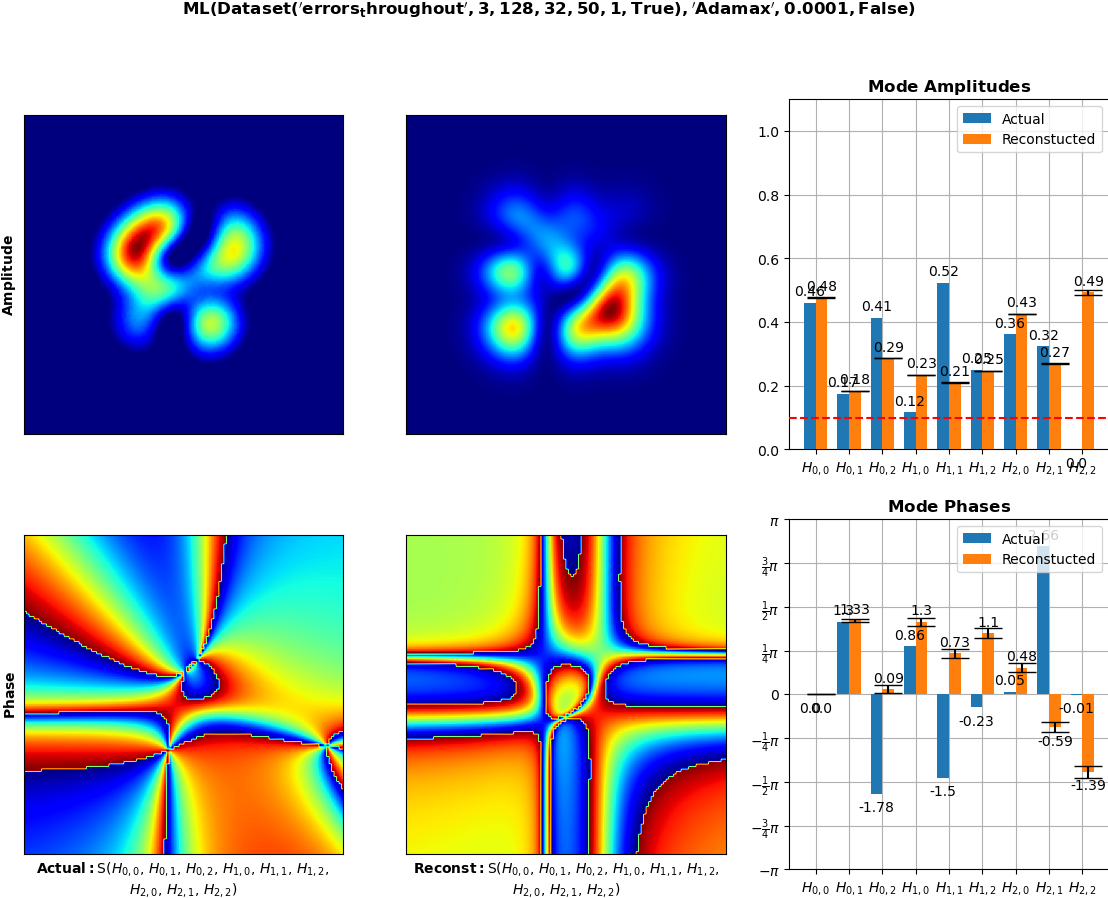 ML(Dataset('errors_throughout', 3, 128, 32, 50, 1, True), 'Adamax', 0.0001, False)
Amplitude
Mode Amplitudes
Actual
Reconstucted
1.0
0.8
0.6
0.4
0.2
0.0
0.46
0.48
0.17
0.18
0.41
0.29
0.12
0.23
0.52
0.21
0.25
0.25
0.36
0.43
0.32
0.27
0.0
0.49
H0,0 H0,1 H0,2 H1,0 H1,1 H1,2 H2,0 H2,1 H2,2
Phase
Actual: S(H0,0, H0,1, H0,2, H1,0, H1,1, H1,2,
H2,0, H2,1, H2,2)
Reconst: S(H0,0, H0,1, H0,2, H1,0, H1,1, H1,2,
H2,0, H2,1, H2,2)
Mode Phases
Actual
Reconstucted
π
3/4π
1/2π
1/4π
0
−1/4π
−1/2π
−3/4π
−π
0.0
0.0
1.3
1.33
-1.78
0.09
0.86
1.3
-1.5
0.73
-0.23
1.1
0.05
0.48
2.66
-0.59
-0.01
-1.39
H0,0 H0,1 H0,2 H1,0 H1,1 H1,2 H2,0 H2,1 H2,2